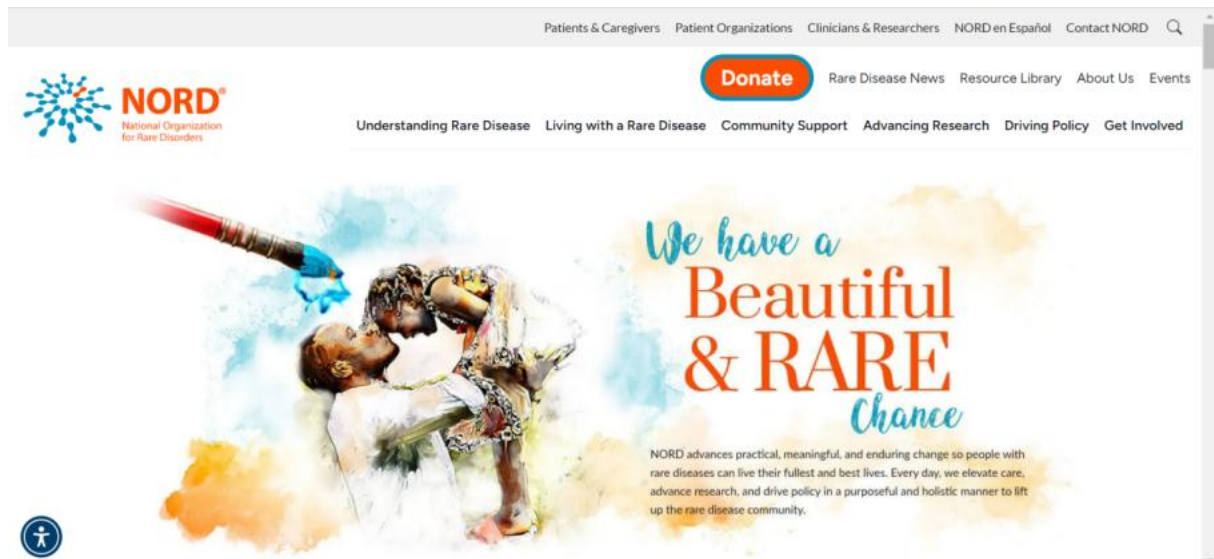 Patients & Caregivers Patient Organizations Clinicians & Researchers NORD en Español Contact NORD
Donate Rare Disease News Resource Library About Us Events
NORD®
National Organization
for Rare Disorders
Understanding Rare Disease Living with a Rare Disease Community Support Advancing Research Driving Policy Get Involved
We have a
Beautiful
& RARE
Chance
NORD advances practical, meaningful, and enduring change so people with
rare diseases can live their fullest and best lives. Every day, we elevate care,
advance research, and drive policy in a purposeful and holistic manner to lift
up the rare disease community.